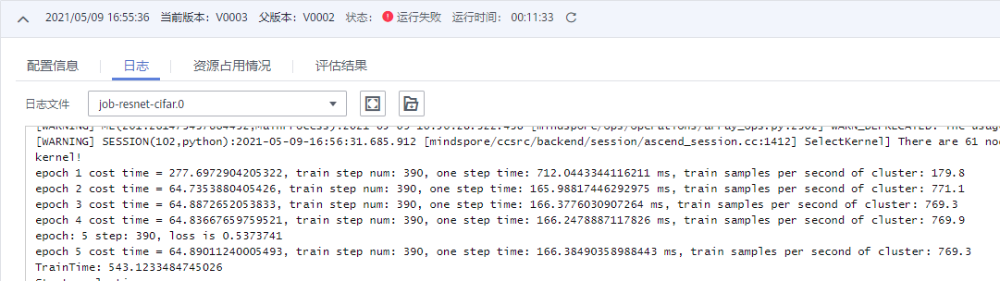 2021/05/09 16:55:36 当前版本: V0003 父版本: V0002 状态: 运行失败 运行时间: 00:11:33
配置信息 日志 资源占用情况 评估结果
日志文件 job-resnet-cifar.0
[WARNING] SESSION(102,python):2021-05-09-16:56:31.685.912 [mindspore/ccsrc/backend/session/ascend_session.cc:1412] SelectKernel] There are 61
kernel!
epoch 1 cost time = 277.6972904205322, train step num: 390, one step time: 712.0443344116211 ms, train samples per second of cluster: 179.8
epoch 2 cost time = 64.7353880405426, train step num: 390, one step time: 165.98817446292975 ms, train samples per second of cluster: 771.1
epoch 3 cost time = 64.8872652053833, train step num: 390, one step time: 166.3776030907264 ms, train samples per second of cluster: 769.3
epoch 4 cost time = 64.83667659759521, train step num: 390, one step time: 166.2478887117826 ms, train samples per second of cluster: 769.9
epoch: 5 step: 390, loss is 0.5373741
epoch 5 cost time = 64.89011240005493, train step num: 390, one step time: 166.38490358988443 ms, train samples per second of cluster: 769.3
TrainTime: 543.1233484745026